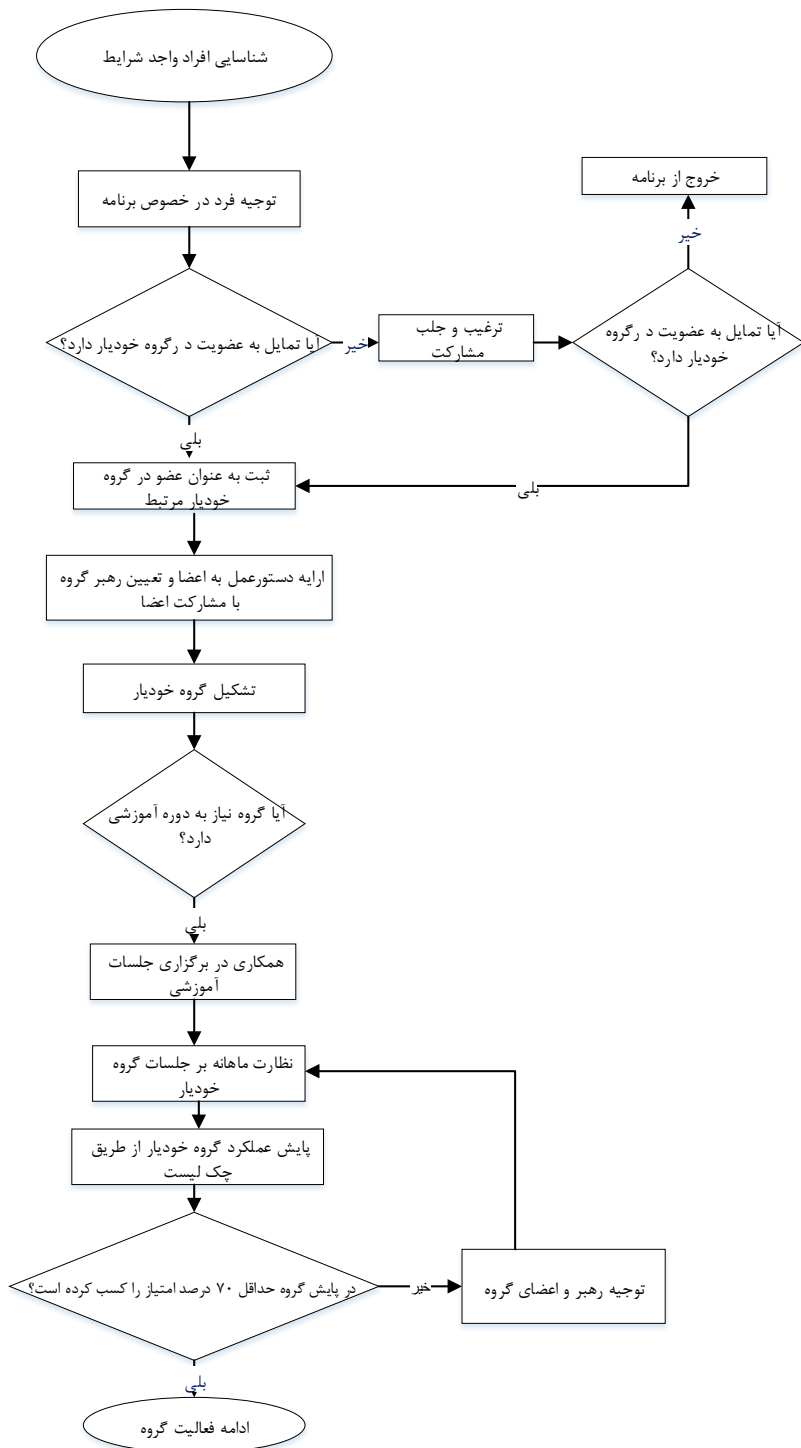 شناسایی افراد واجد شرایط
توجیه فرد در خصوص برنامه
خروج از برنامه
خیر
آیا تمایل به عضویت د رگروه خودیار دارد؟
خیر
ترغیب و جلب
مشارکت
آیا تمایل به عضویت د رگروه
خودیار دارد؟
بلی
بلی
ثبت به عنوان عضو در گروه
خودیار مرتبط
ارایه دستورعمل به اعضا و تعیین رهبر گروه
با مشارکت اعضا
تشکیل گروه خودیار
آیا گروه نیاز به دوره آموزشی
دارد؟
بلی
همکاری در برگزاری جلسات
آموزشی
نظارت ماهانه بر جلسات گروه
خودیار
پایش عملکرد گروه خودیار از طریق
چک لیست
در پایش گروه حداقل ۷۰ درصد امتیاز را کسب کرده است؟
خیر
توجیه رهبر و اعضای گروه
بلی
ادامه فعالیت گروه